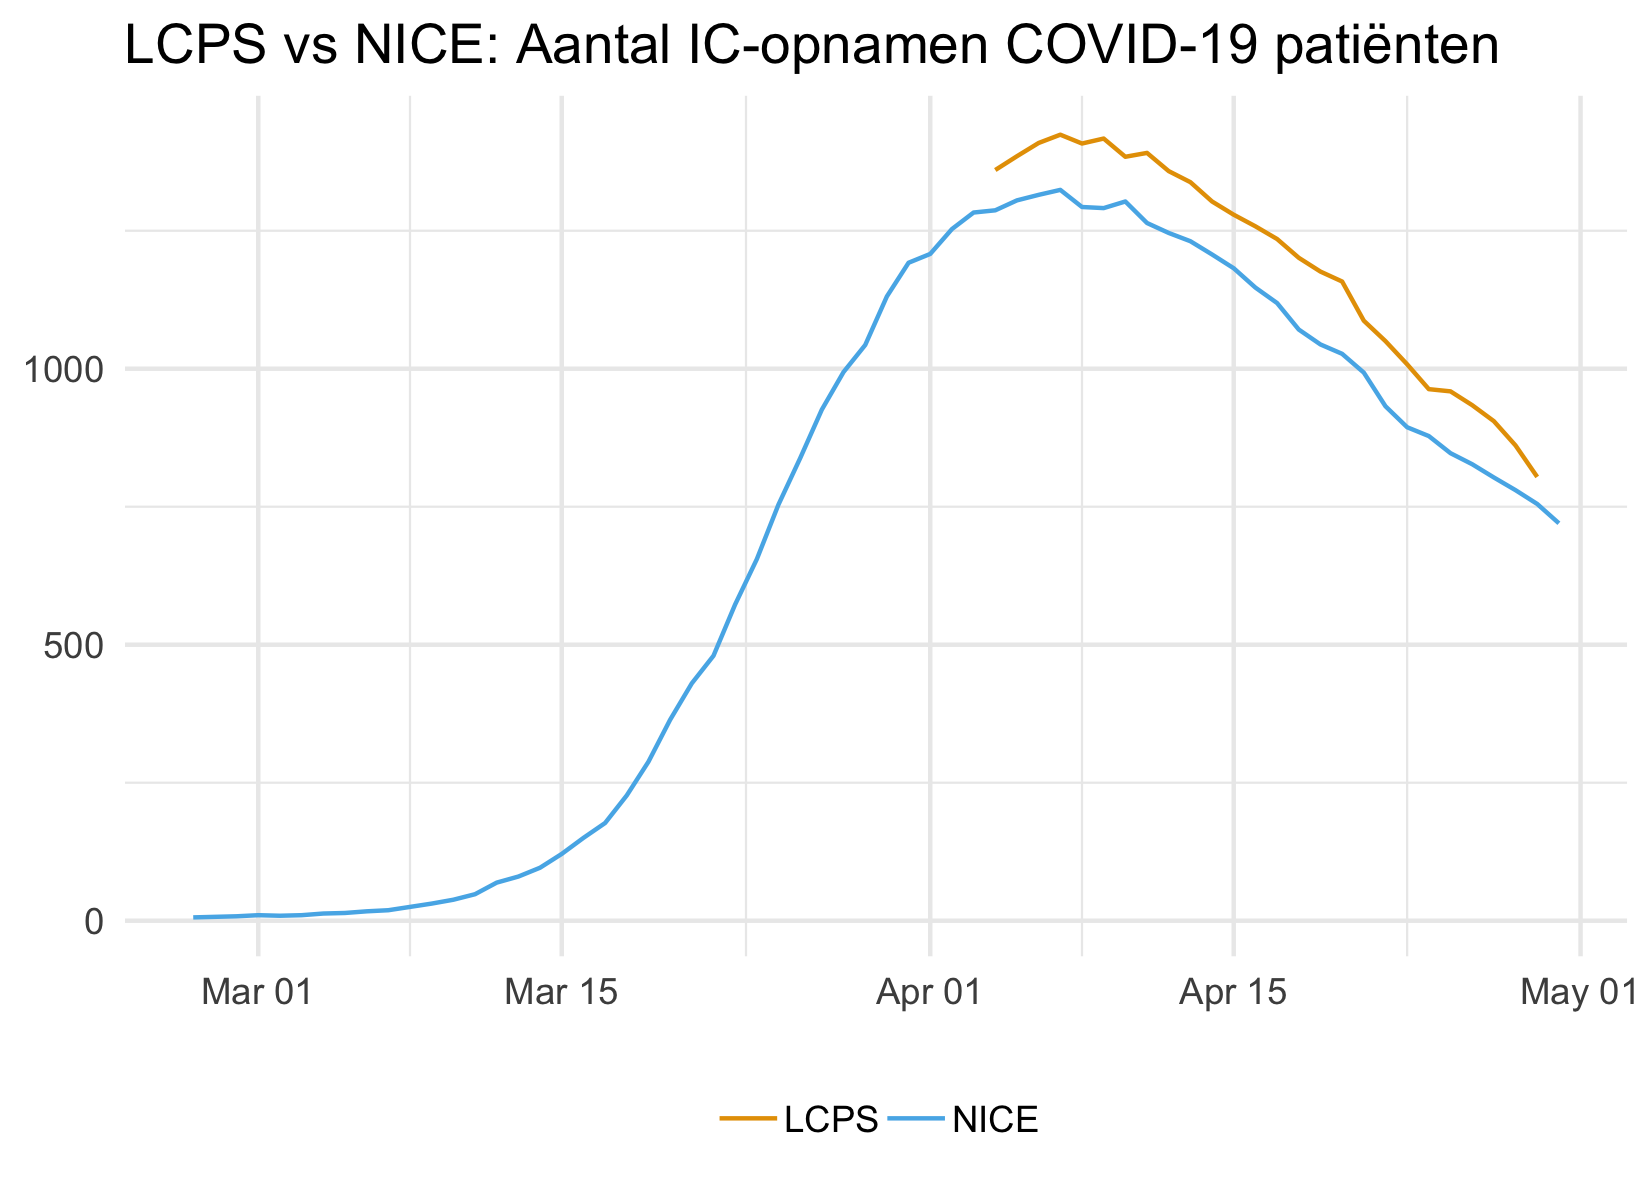 LCPS vs NICE: Aantal IC-opnamen COVID-19 patiënten
1000
500
0
Mar 01 Mar 15 Apr 01 Apr 15 May 01
LCPS NICE